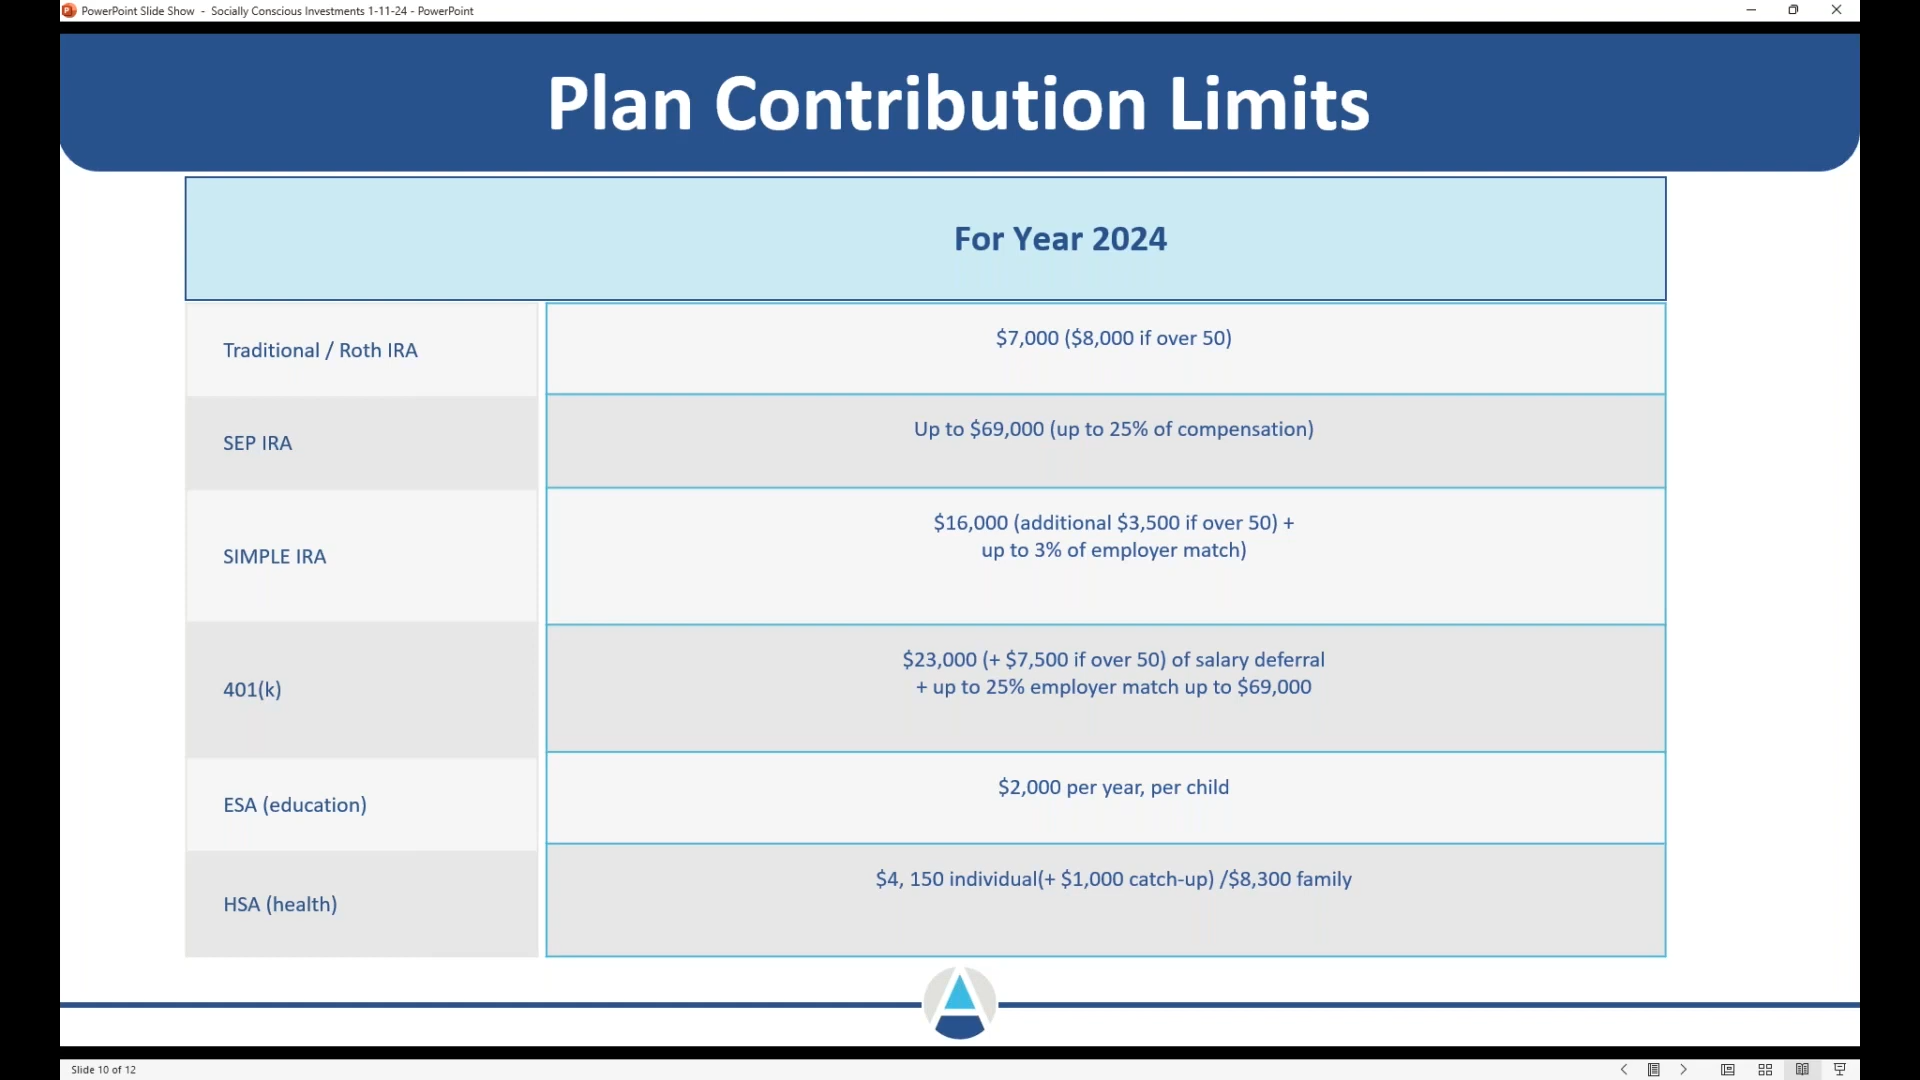 PowerPoint Slide Show - Socially Conscious Investments 1-11-24 - PowerPoint
Plan Contribution Limits
For Year 2024
Traditional / Roth IRA
$7,000 ($8,000 if over 50)
SEP IRA
Up to $69,000 (up to 25% of compensation)
SIMPLE IRA
$16,000 (additional $3,500 if over 50) +
up to 3% of employer match)
401(k)
$23,000 (+ $7,500 if over 50) of salary deferral
+ up to 25% employer match up to $69,000
ESA (education)
$2,000 per year, per child
HSA (health)
$4, 150 individual(+ $1,000 catch-up) /$8,300 family
Slide 10 of 12